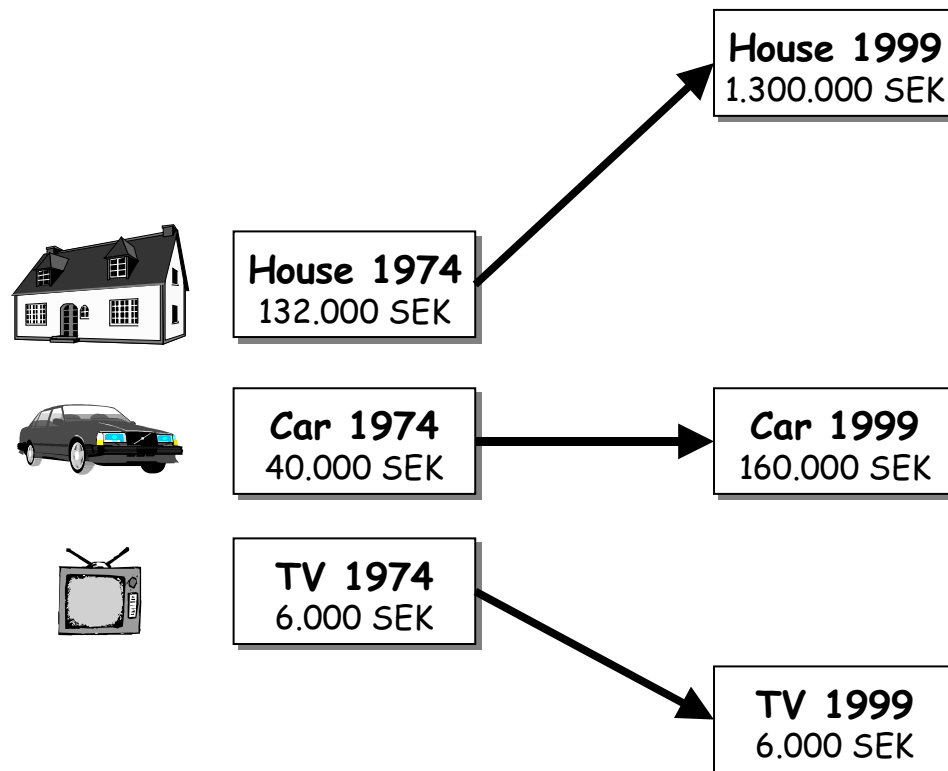 House 1999
1.300.000 SEK
House 1974
132.000 SEK
Car 1974
40.000 SEK
Car 1999
160.000 SEK
TV 1974
6.000 SEK
TV 1999
6.000 SEK